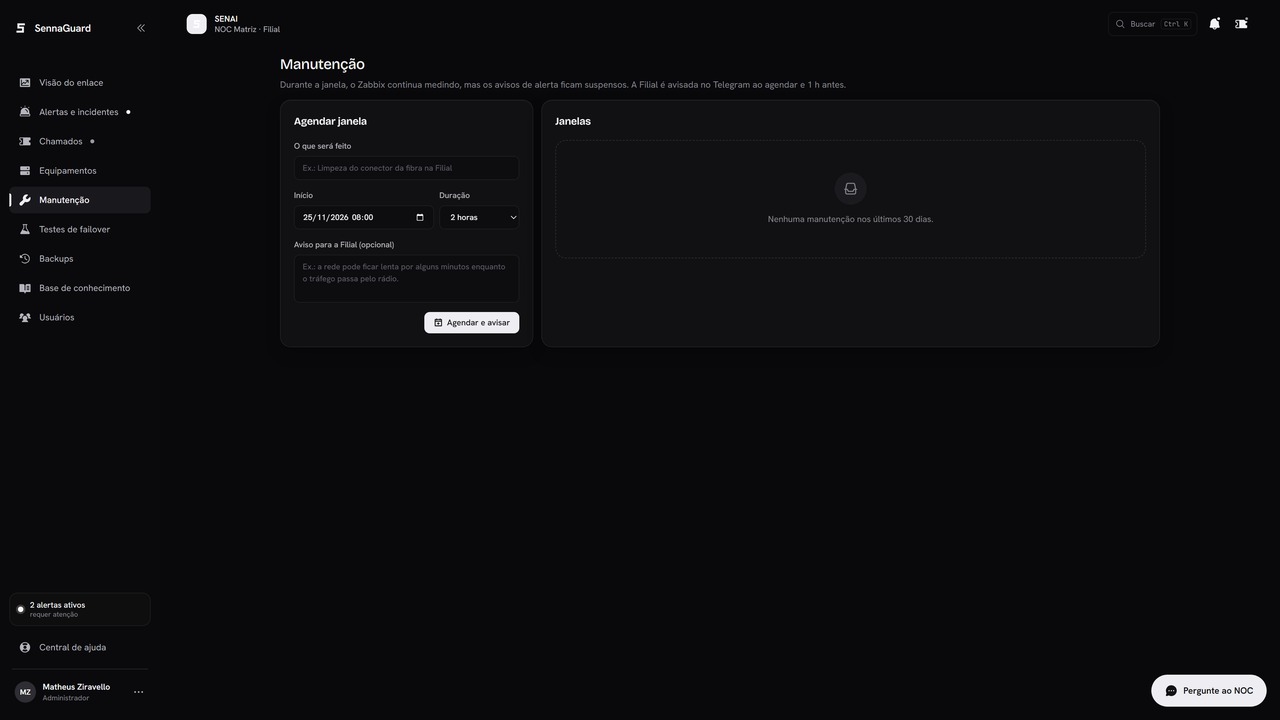 SennaGuard
SENAI
NOC Matriz · Filial
Buscar Ctrl K
Visão do enlace
Alertas e incidentes
Chamados
Equipamentos
Manutenção
Testes de failover
Backups
Base de conhecimento
Usuários
2 alertas ativos
requer atenção
Central de ajuda
MZ
Matheus Ziravello
Administrador
Manutenção
Durante a janela, o Zabbix continua medindo, mas os avisos de alerta ficam suspensos. A Filial é avisada no Telegram ao agendar e 1 h antes.
Agendar janela
O que será feito
Ex.: Limpeza do conector da fibra na Filial
Início Duração
25/11/2026 08:00 2 horas
Aviso para a Filial (opcional)
Ex.: a rede pode ficar lenta por alguns minutos enquanto
o tráfego passa pelo rádio.
Agendar e avisar
Janelas
Nenhuma manutenção nos últimos 30 dias.
Pergunte ao NOC